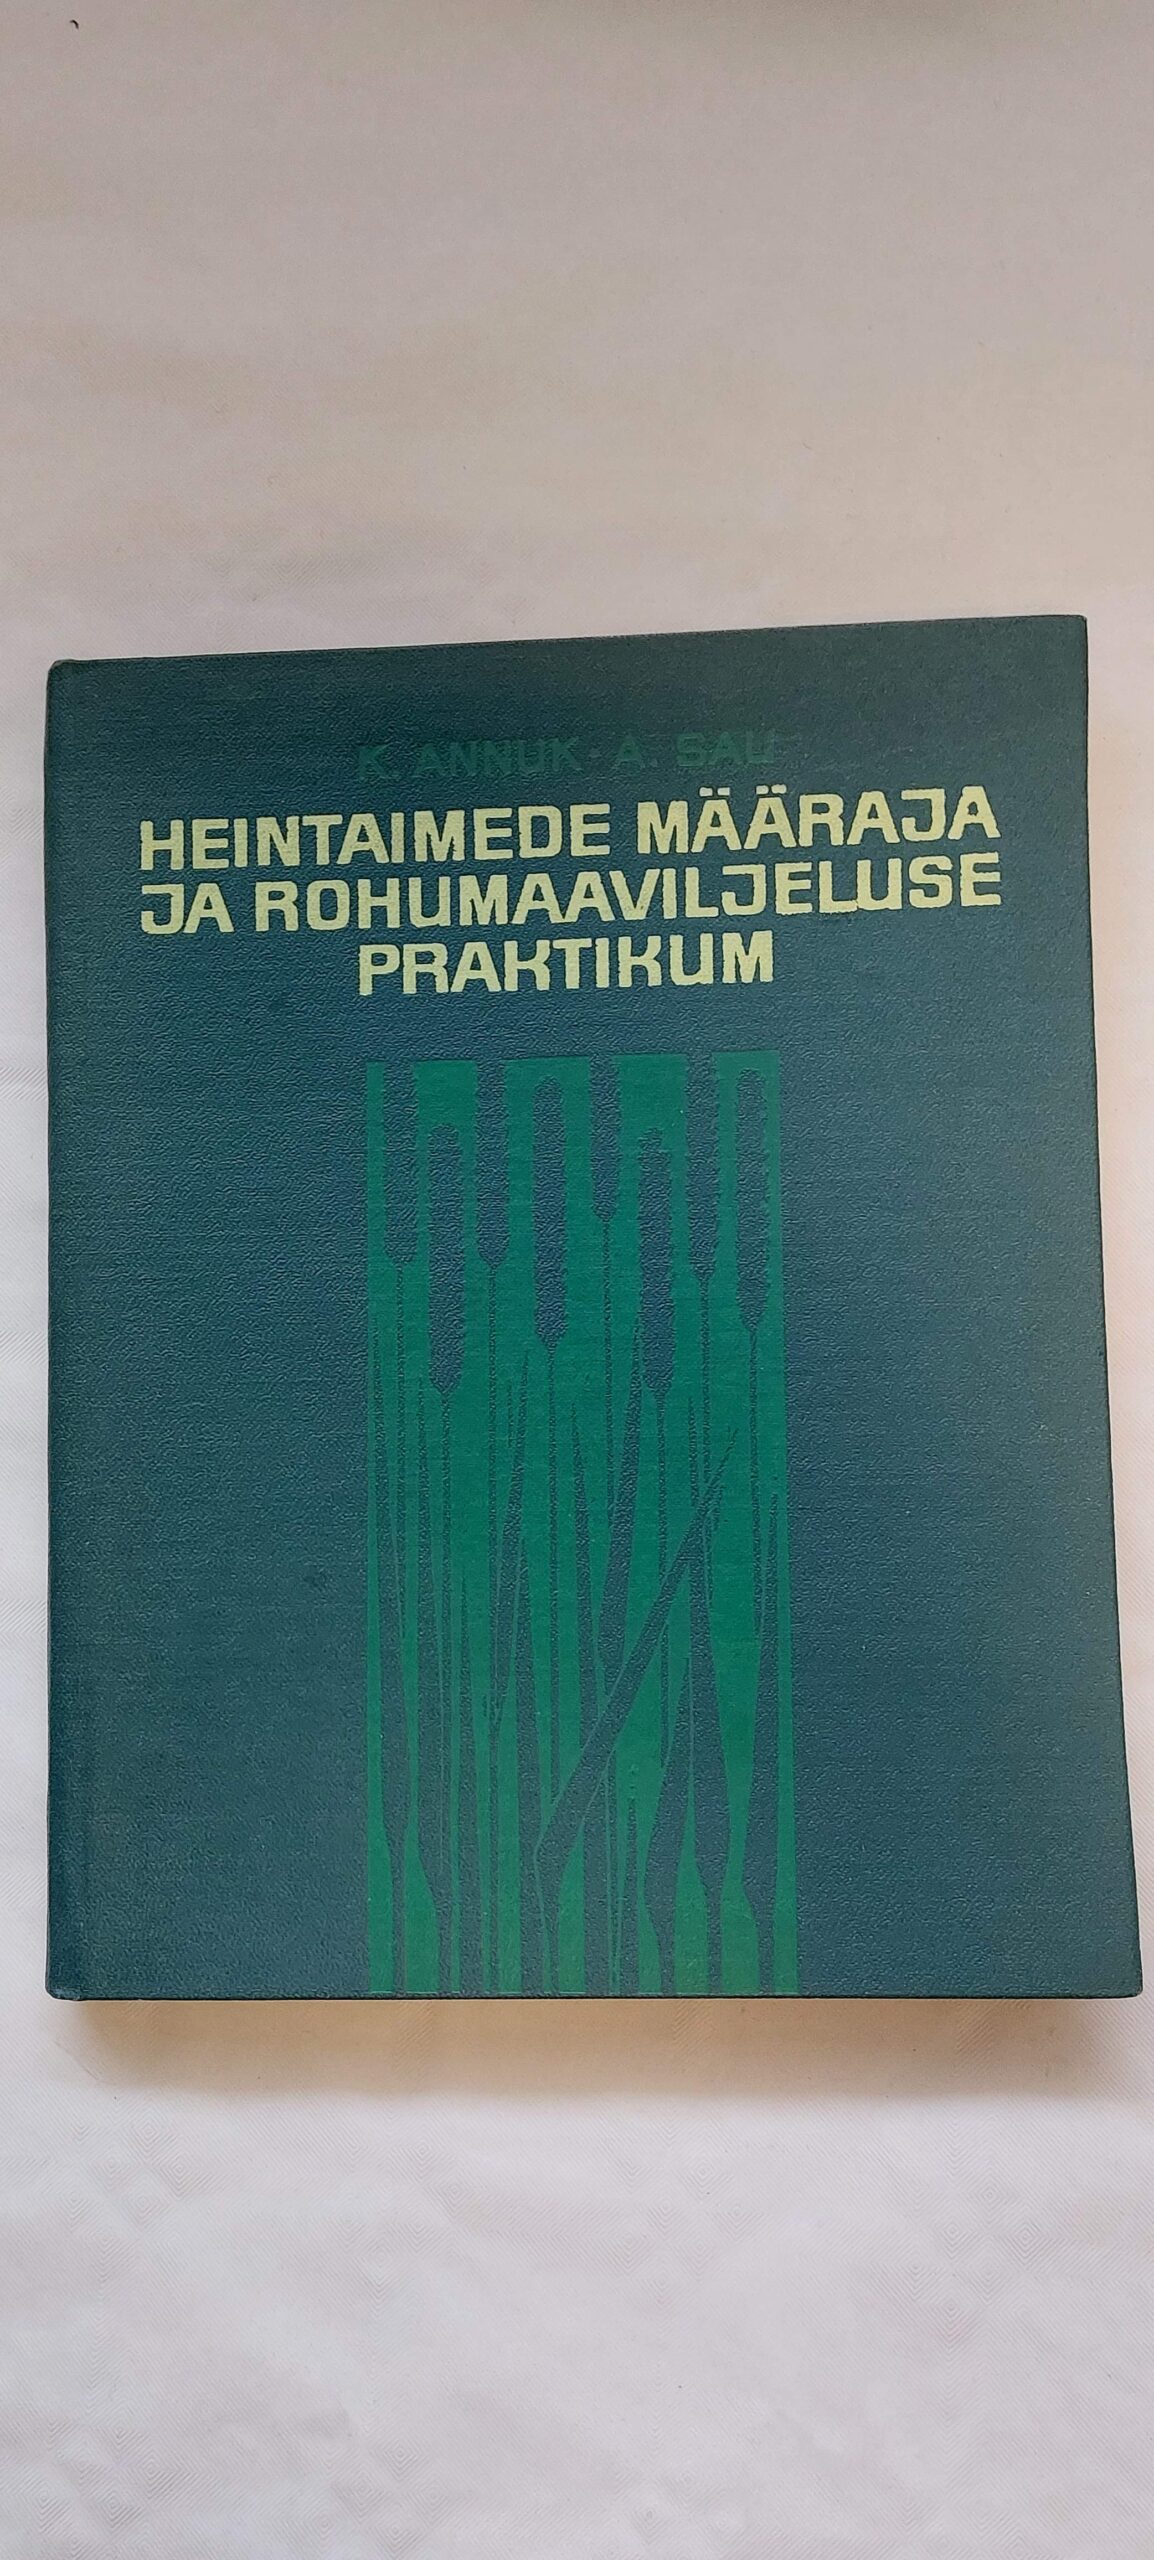 K. ANNUK · A. SAU
HEINTAIMEDE MÄÄRAJA
JA ROHUMAAVILJELUSE
PRAKTIKUM